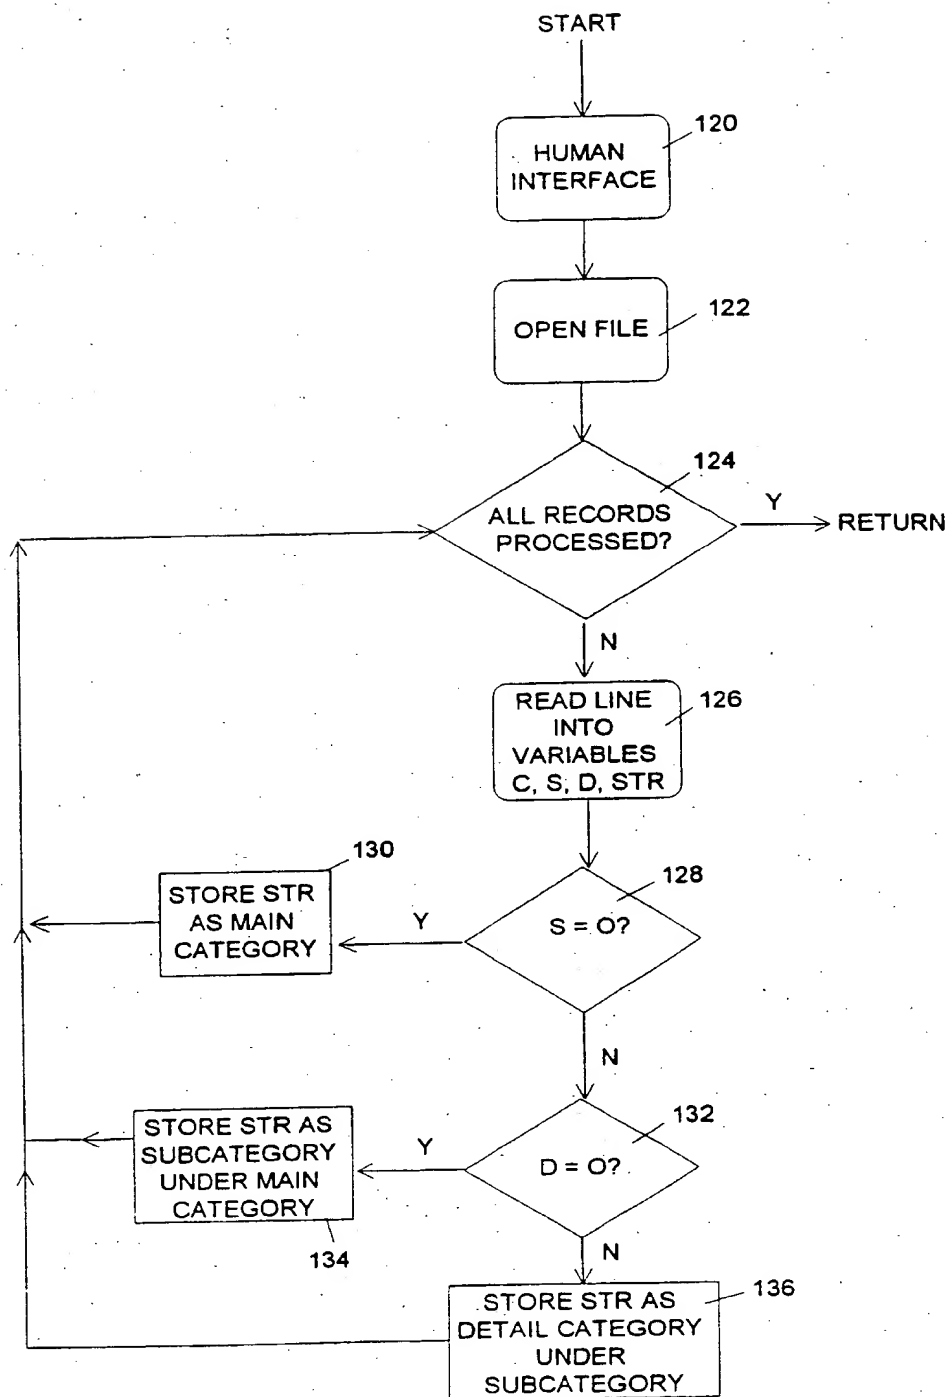 START
120
HUMAN
INTERFACE
122
OPEN FILE
124
ALL RECORDS
PROCESSED?
Y
RETURN
N
READ LINE
INTO
VARIABLES
C, S, D, STR
126
130
STORE STR
AS MAIN
CATEGORY
Y
128
S = O?
N
STORE STR AS
SUBCATEGORY
UNDER MAIN
CATEGORY
134
Y
132
D = O?
N
136
STORE STR AS
DETAIL CATEGORY
UNDER
SUBCATEGORY